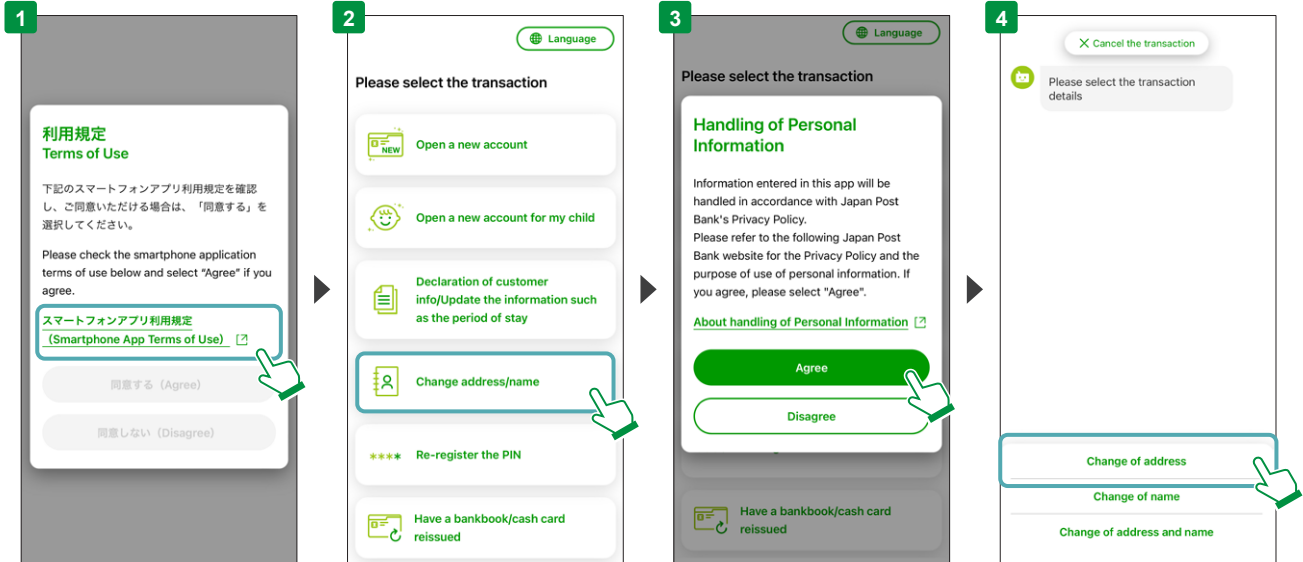 1
利用規定
Terms of Use
下記のスマートフォンアプリ利用規定を確認
し、ご同意いただける場合は、「同意する」を
選択してください。
Please check the smartphone application
terms of use below and select “Agree” if you
agree.
スマートフォンアプリ利用規定
（Smartphone App Terms of Use）
同意する（Agree）
同意しない（Disagree）
2
Language
Please select the transaction
NEW
Open a new account
Open a new account for my child
Declaration of customer
info/Update the information such
as the period of stay
Change address/name
****
Re-register the PIN
Have a bankbook/cash card
reissued
3
Language
Please select the transaction
Handling of Personal
Information
Information entered in this app will be
handled in accordance with Japan Post
Bank's Privacy Policy.
Please refer to the following Japan Post
Bank website for the Privacy Policy and the
purpose of use of personal information. If
you agree, please select "Agree".
About handling of Personal Information
Agree
Disagree
Have a bankbook/cash card
reissued
4
Cancel the transaction
Please select the transaction
details
Change of address
Change of name
Change of address and name